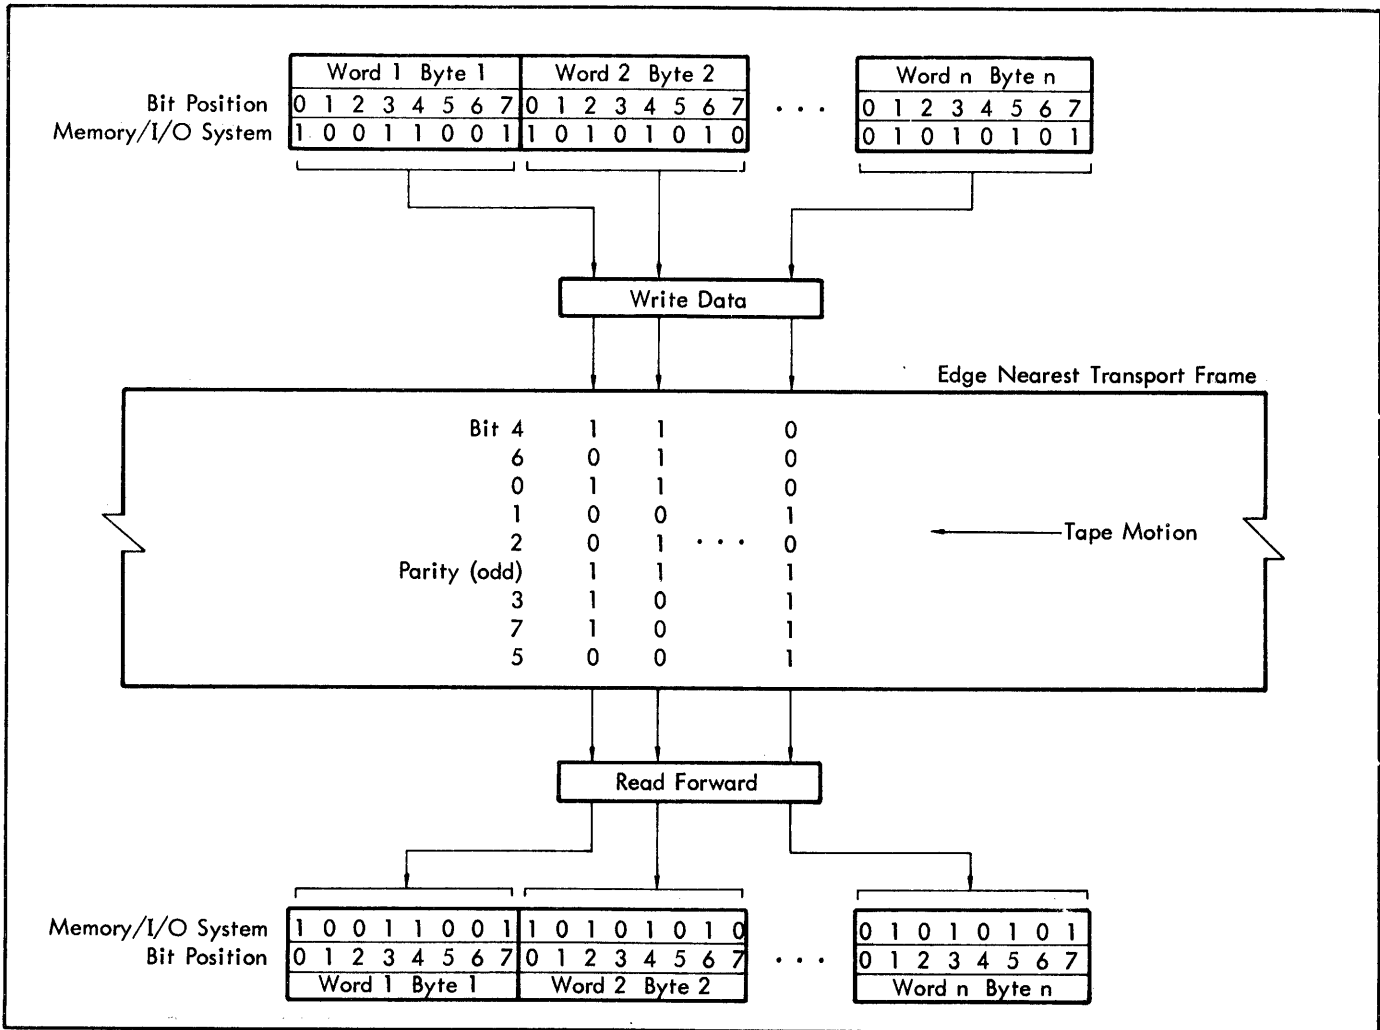 Word 1 Byte 1 Word 2 Byte 2 Word n Byte n
Bit Position 0 1 2 3 4 5 6 7 0 1 2 3 4 5 6 7 . . . 0 1 2 3 4 5 6 7
Memory/I/O System 1 0 0 1 1 0 0 1 1 0 1 0 1 0 1 0 0 1 0 1 0 1 0 1
Write Data
Edge Nearest Transport Frame
Bit 4 1 1 0
6 0 1 0
0 1 1 0
1 0 0 1
Tape Motion
2 0 1 . . . 0
Parity (odd) 1 1 1
3 1 0 1
7 1 0 1
5 0 0 1
Read Forward
Memory/I/O System 1 0 0 1 1 0 0 1 1 0 1 0 1 0 1 0 0 1 0 1 0 1 0 1
Bit Position 0 1 2 3 4 5 6 7 0 1 2 3 4 5 6 7 . . . 0 1 2 3 4 5 6 7
Word 1 Byte 1 Word 2 Byte 2 Word n Byte n